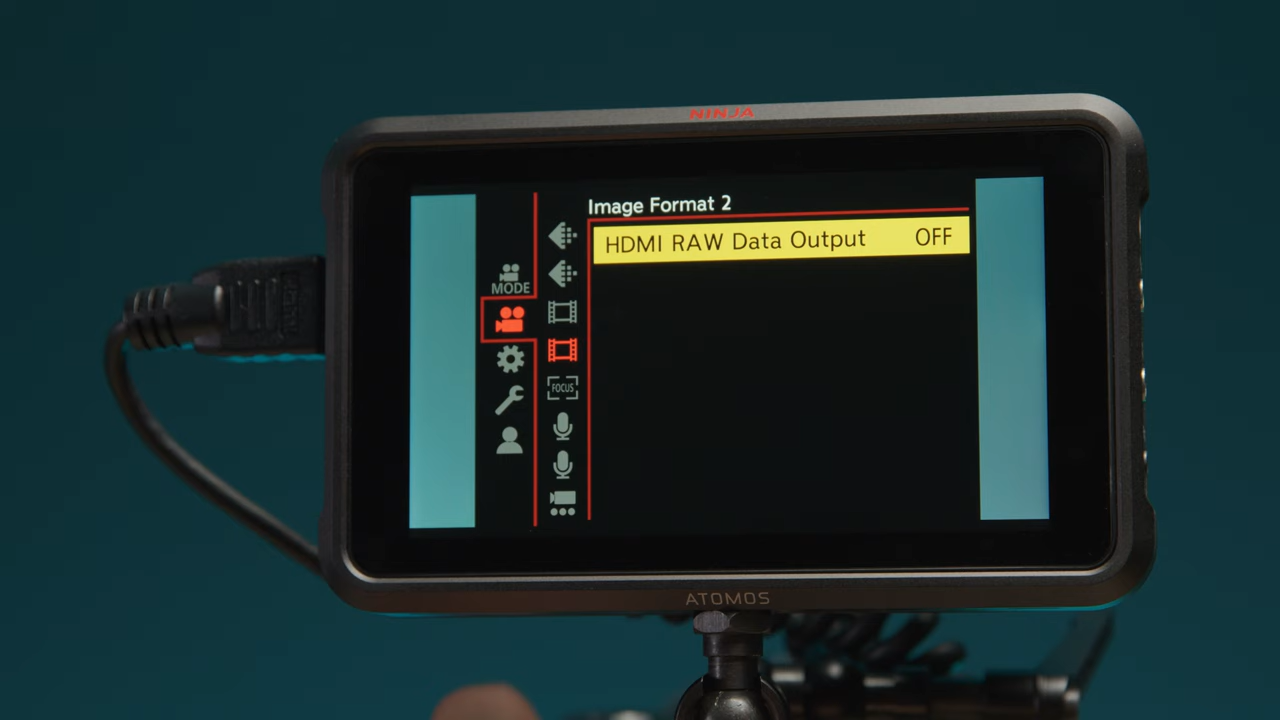 NINJA
Image Format 2
HDMI RAW Data Output OFF
MODE
FOCUS
ATOMOS